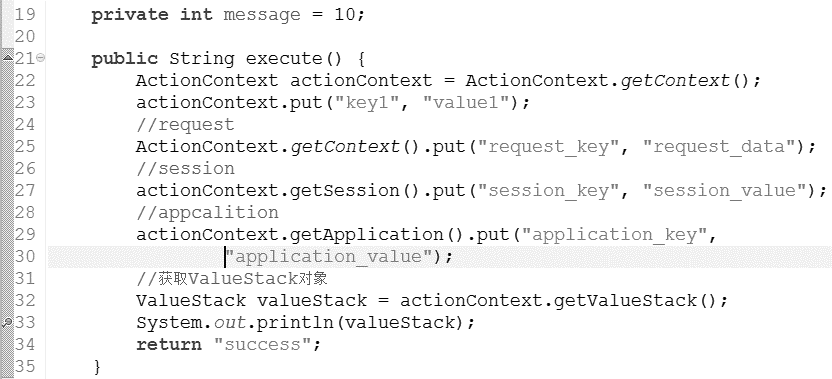 19 private int message = 10;
20
21 public String execute() {
22 ActionContext actionContext = ActionContext.getContext();
23 actionContext.put("key1", "value1");
24 //request
25 ActionContext.getContext().put("request_key", "request_data");
26 //session
27 actionContext.getSession().put("session_key", "session_value");
28 //appcalition
29 actionContext.getApplication().put("application_key",
30 "application_value");
31 //获取ValueStack对象
32 ValueStack valueStack = actionContext.getValueStack();
33 System.out.println(valueStack);
34 return "success";
35 }